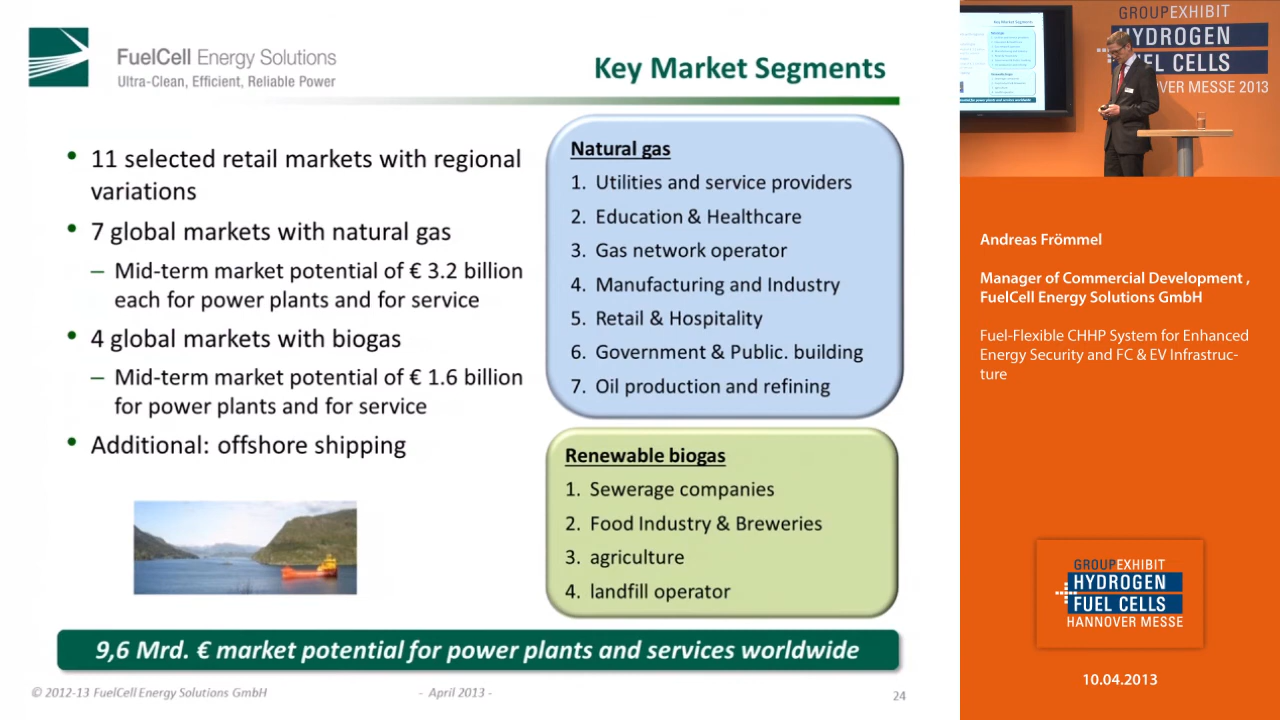 FuelCell Energy Solutions
Ultra-Clean, Efficient, Reliable Power
Key Market Segments
• 11 selected retail markets with regional
variations
• 7 global markets with natural gas
– Mid-term market potential of € 3.2 billion
each for power plants and for service
• 4 global markets with biogas
– Mid-term market potential of € 1.6 billion
for power plants and for service
• Additional: offshore shipping
Natural gas
1. Utilities and service providers
2. Education & Healthcare
3. Gas network operator
4. Manufacturing and Industry
5. Retail & Hospitality
6. Government & Public. building
7. Oil production and refining
Renewable biogas
1. Sewerage companies
2. Food Industry & Breweries
3. agriculture
4. landfill operator
9,6 Mrd. € market potential for power plants and services worldwide
© 2012-13 FuelCell Energy Solutions GmbH
- April 2013 -
24
Key Market Segments
GROUPEXHIBIT
HYDROGEN
FUEL CELLS
HANNOVER MESSE 2013
Andreas Frömmel
Manager of Commercial Development ,
FuelCell Energy Solutions GmbH
Fuel-Flexible CHHP System for Enhanced
Energy Security and FC & EV Infrastruc-
ture
GROUPEXHIBIT
HYDROGEN
FUEL CELLS
HANNOVER MESSE
10.04.2013